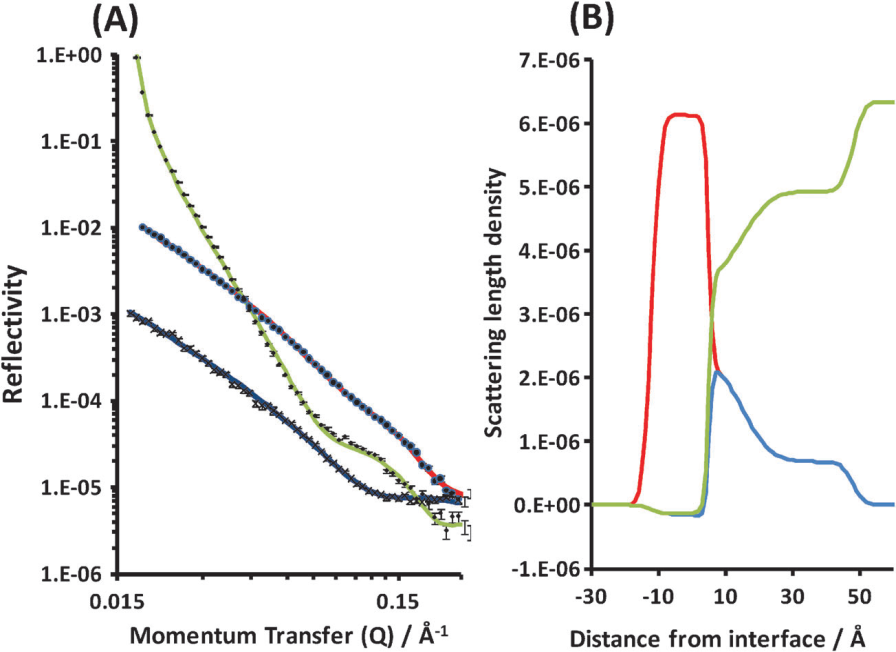 (A)
1.E+00
1.E-01
1.E-02
1.E-03
1.E-04
1.E-05
1.E-06
Reflectivity
0.015
0.15
Momentum Transfer (Q) / Å-1
(B)
7.E-06
6.E-06
5.E-06
4.E-06
3.E-06
2.E-06
1.E-06
0.E+00
-1.E-06
Scattering length density
-30
-10
10
30
50
Distance from interface / Å